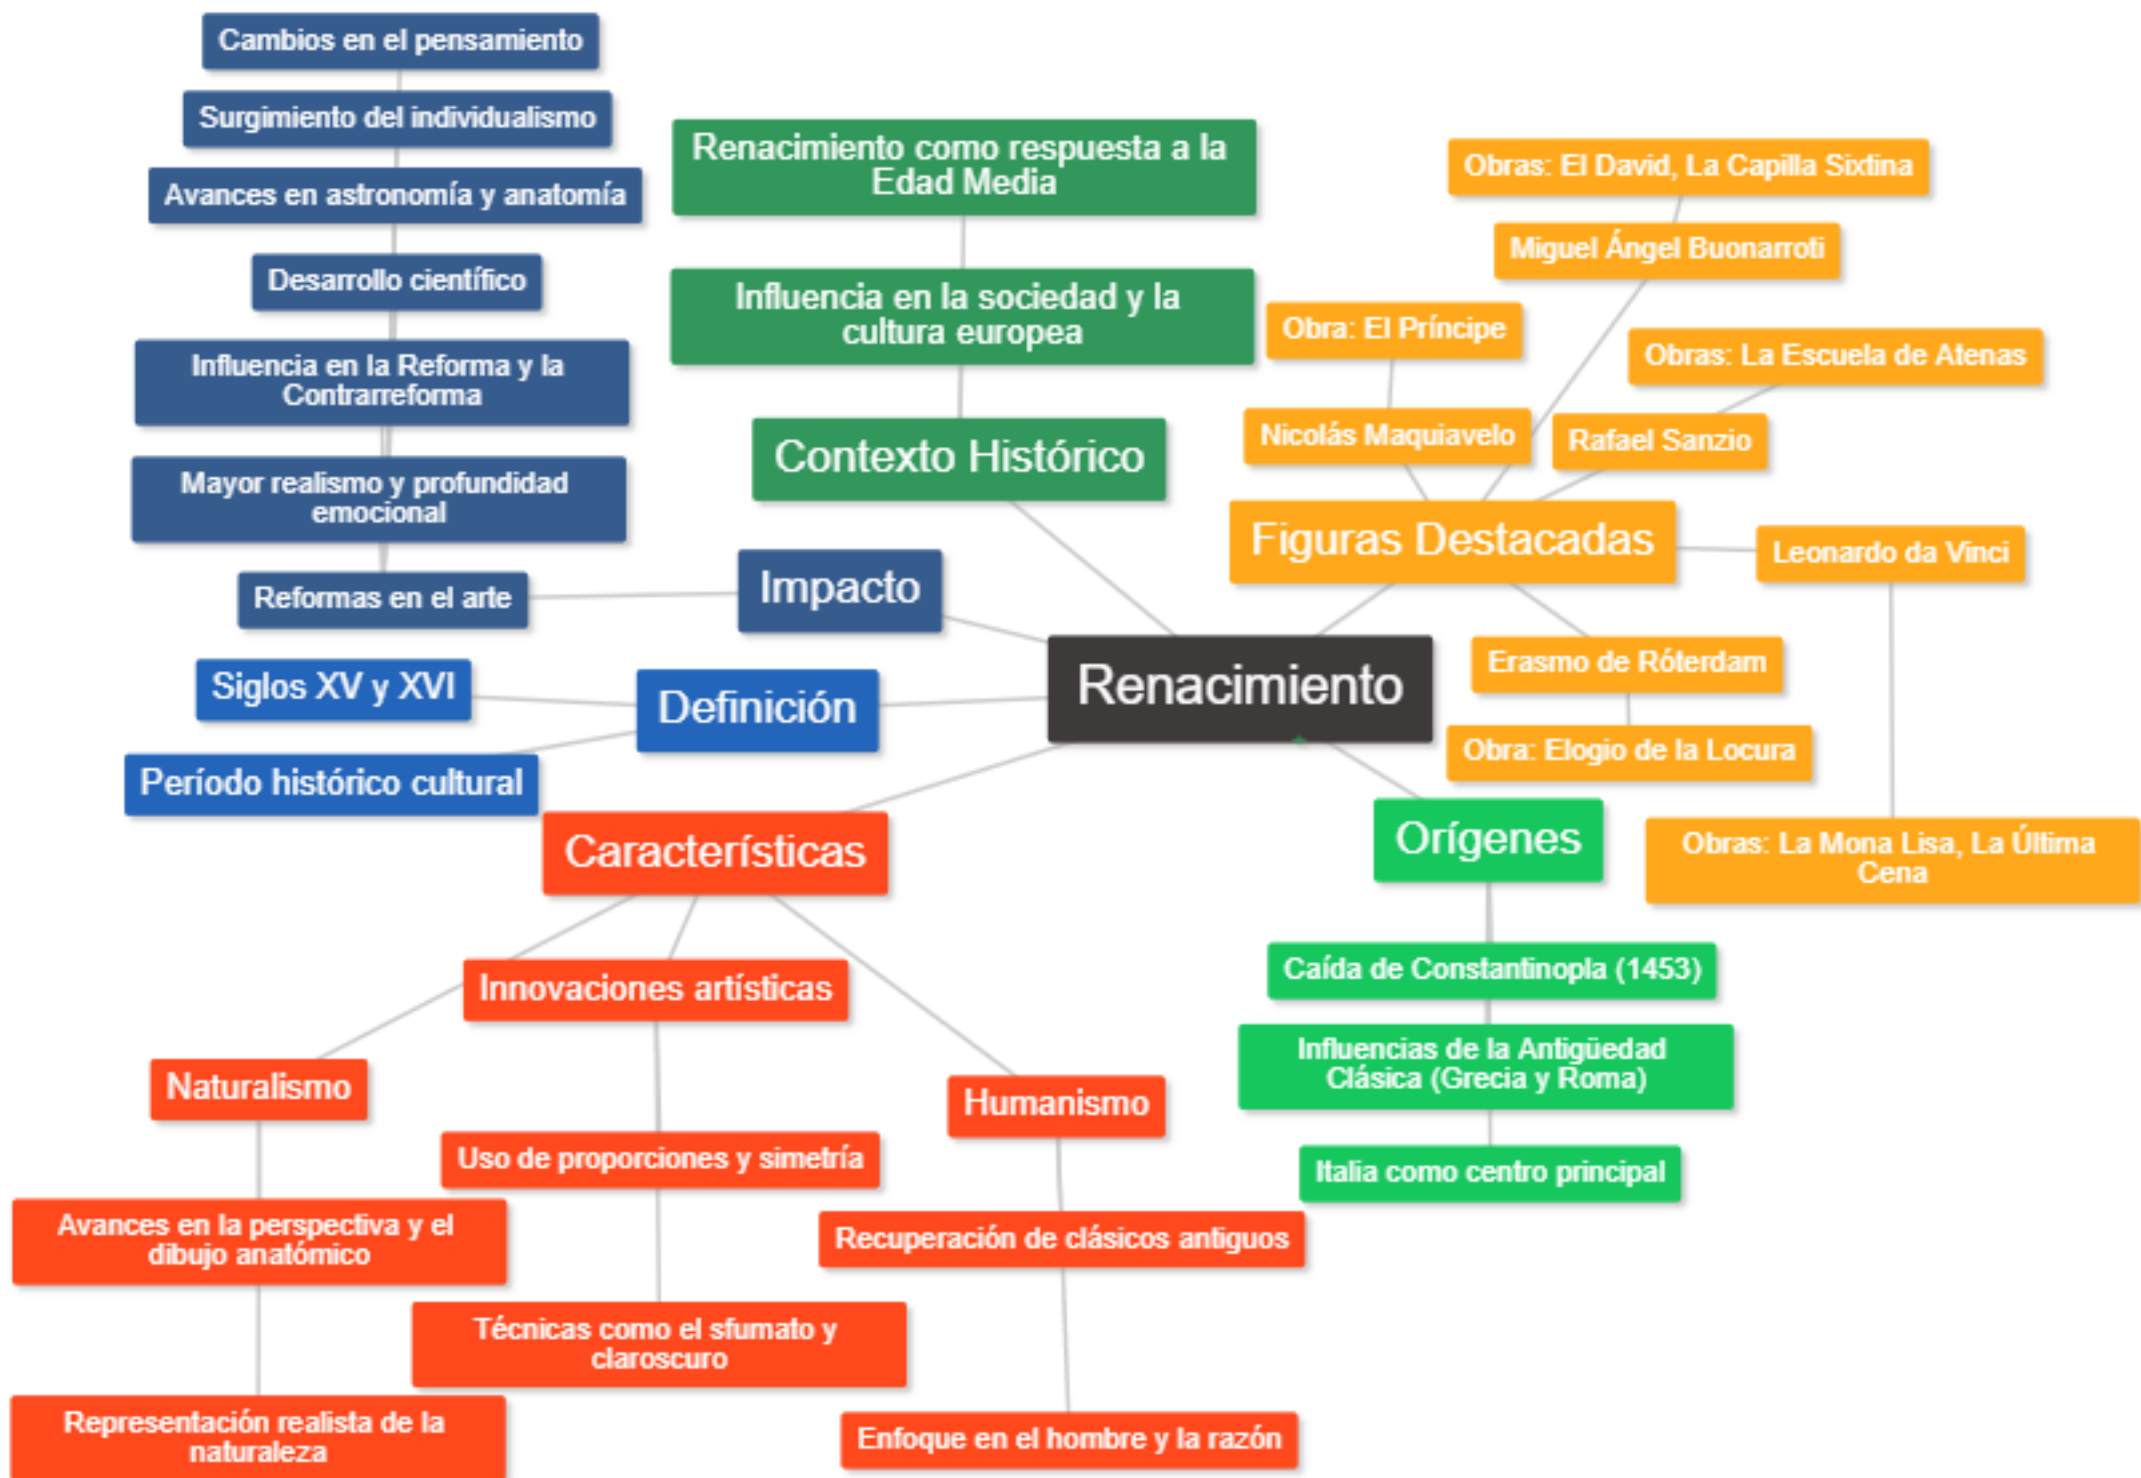 Cambios en el pensamiento
Surgimiento del individualismo
Avances en astronomía y anatomía
Desarrollo científico
Influencia en la Reforma y la
Contrarreforma
Mayor realismo y profundidad
emocional
Reformas en el arte
Impacto
Renacimiento como respuesta a la
Edad Media
Influencia en la sociedad y la
cultura europea
Contexto Histórico
Obras: El David, La Capilla Sixtina
Miguel Ángel Buonarroti
Obra: El Príncipe
Nicolás Maquiavelo
Obras: La Escuela de Atenas
Rafael Sanzio
Figuras Destacadas
Leonardo da Vinci
Erasmo de Róterdam
Obra: Elogio de la Locura
Obras: La Mona Lisa, La Última
Cena
Renacimiento
Siglos XV y XVI
Definición
Período histórico cultural
Características
Innovaciones artísticas
Naturalismo
Humanismo
Uso de proporciones y simetría
Avances en la perspectiva y el
dibujo anatómico
Recuperación de clásicos antiguos
Técnicas como el sfumato y
claroscuro
Representación realista de la
naturaleza
Enfoque en el hombre y la razón
Orígenes
Caída de Constantinopla (1453)
Influencias de la Antigüedad
Clásica (Grecia y Roma)
Italia como centro principal